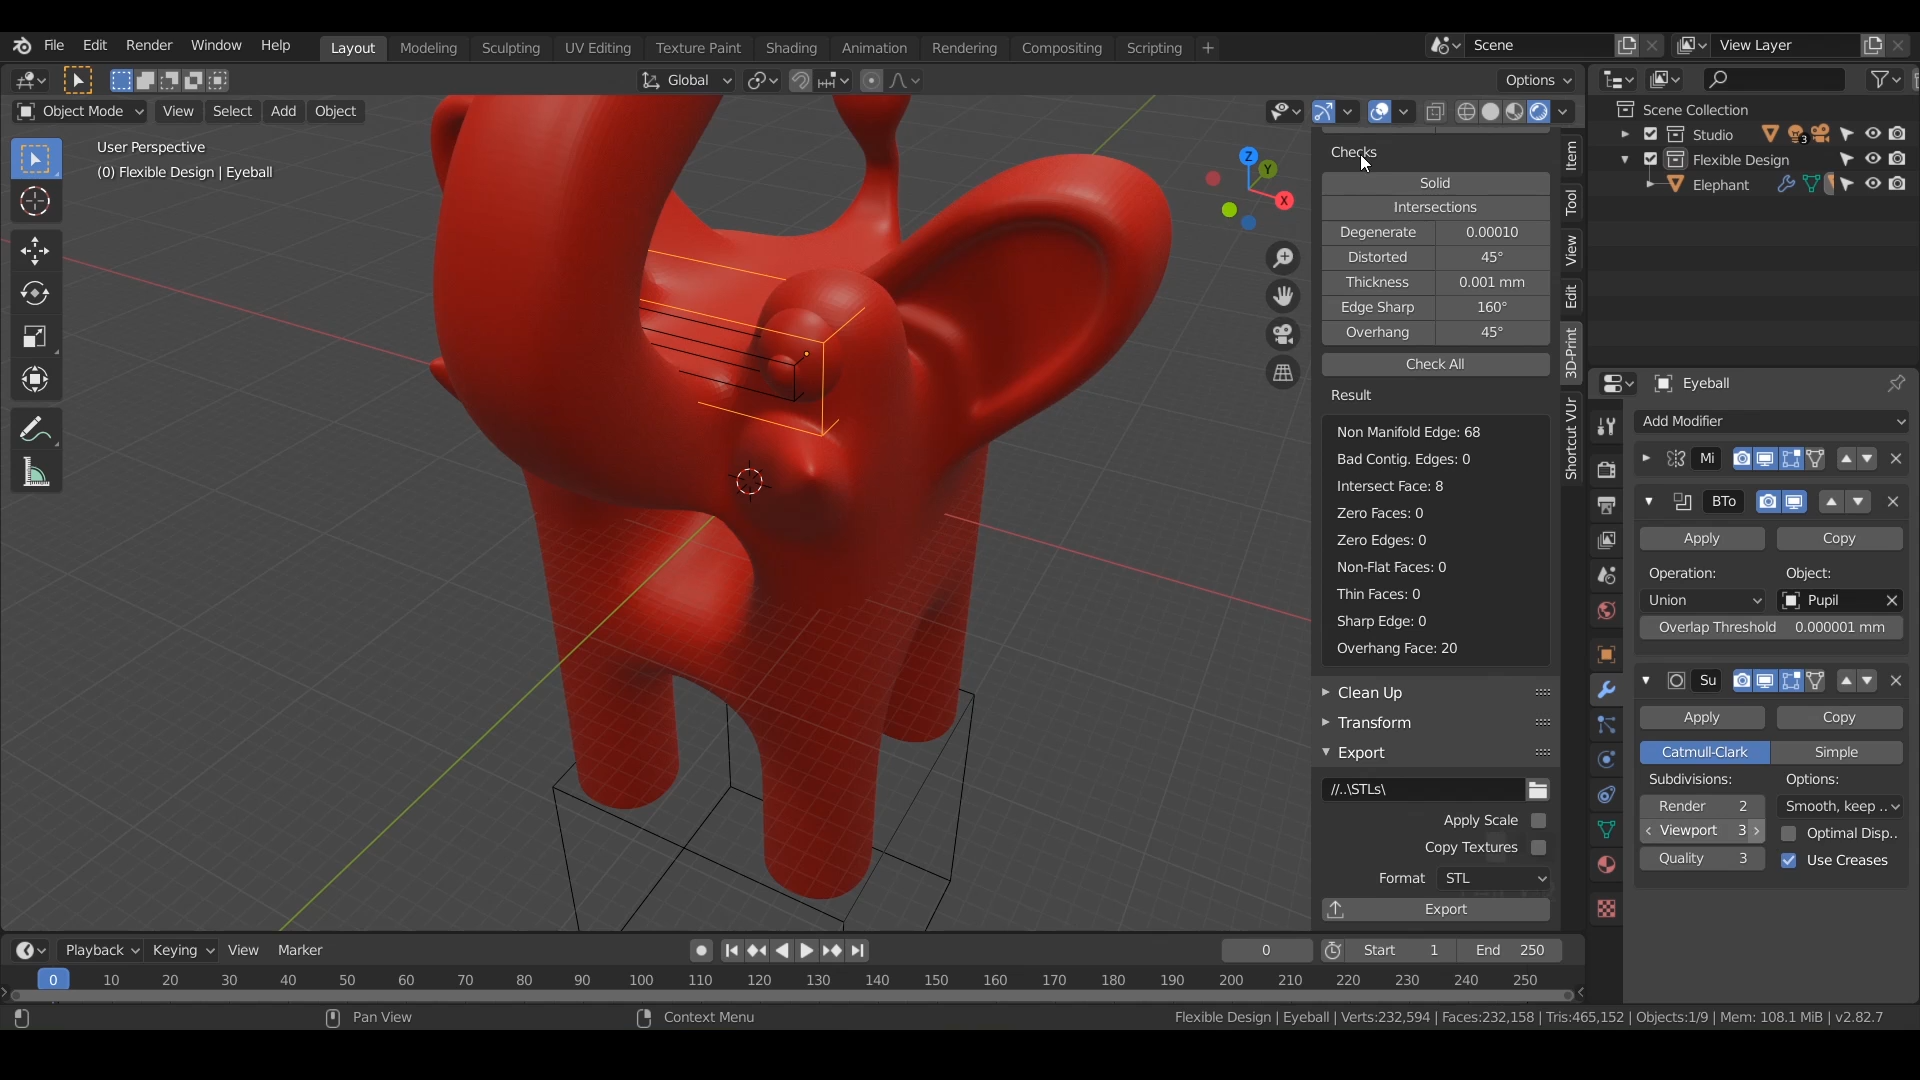 File Edit Render Window Help Layout Modeling Sculpting UV Editing Texture Paint Shading Animation Rendering Compositing Scripting + Scene View Layer
Global Options
Object Mode View Select Add Object
User Perspective
(0) Flexible Design | Eyeball
Z
Y
X
Checks
Solid
Intersections
Degenerate 0.00010
Distorted 45°
Thickness 0.001 mm
Edge Sharp 160°
Overhang 45°
Check All
Result
Non Manifold Edge: 68
Bad Contig. Edges: 0
Intersect Face: 8
Zero Faces: 0
Zero Edges: 0
Non-Flat Faces: 0
Thin Faces: 0
Sharp Edge: 0
Overhang Face: 20
Clean Up
Transform
Export
//..\STLs\
Apply Scale
Copy Textures
Format STL
Export
Item
Tool
View
Edit
3D-Print
Shortcut VUr
Scene Collection
Studio 3
Flexible Design
Elephant
Eyeball
Add Modifier
Mi
BTo
Apply Copy
Operation: Object:
Union Pupil
Overlap Threshold 0.000001 mm
Su
Apply Copy
Catmull-Clark Simple
Subdivisions: Options:
Render 2 Smooth, keep ..
Viewport 3 Optimal Disp..
Quality 3 Use Creases
Playback Keying View Marker 0 Start 1 End 250
0 10 20 30 40 50 60 70 80 90 100 110 120 130 140 150 160 170 180 190 200 210 220 230 240 250
Pan View Context Menu Flexible Design | Eyeball | Verts:232,594 | Faces:232,158 | Tris:465,152 | Objects:1/9 | Mem: 108.1 MiB | v2.82.7